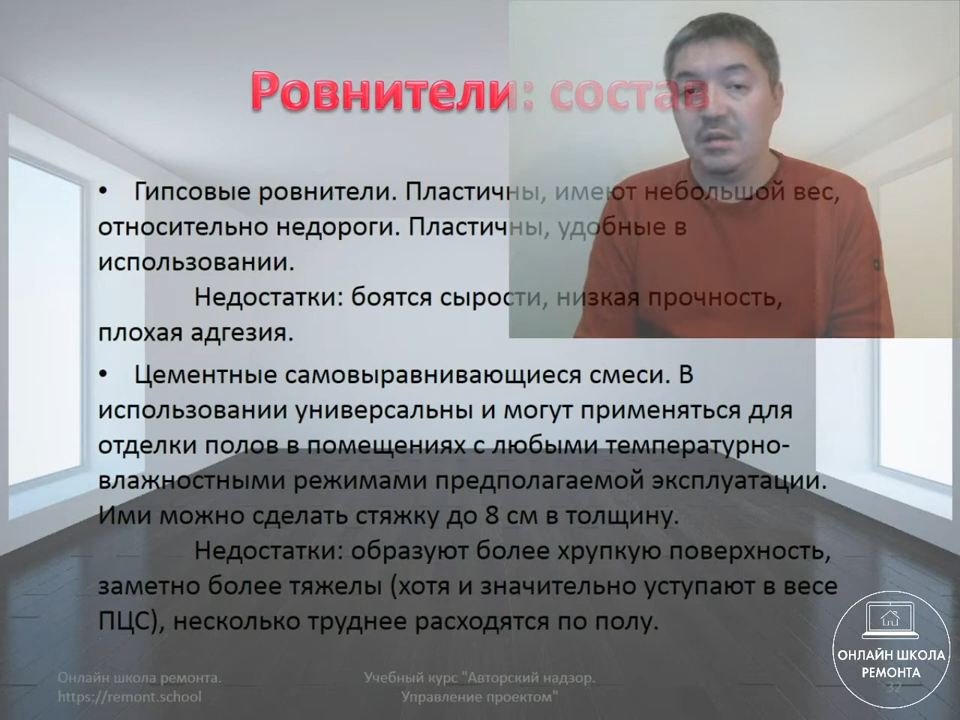 Ровнители: состав
• Гипсовые ровнители. Пластичны, имеют небольшой вес,
относительно недороги. Пластичны, удобные в
использовании.
Недостатки: боятся сырости, низкая прочность,
плохая адгезия.
• Цементные самовыравнивающиеся смеси. В
использовании универсальны и могут применяться для
отделки полов в помещениях с любыми температурно-
влажностными режимами предполагаемой эксплуатации.
Ими можно сделать стяжку до 8 см в толщину.
Недостатки: образуют более хрупкую поверхность,
заметно более тяжелы (хотя и значительно уступают в весе
ПЦС), несколько труднее расходятся по полу.
Онлайн школа ремонта.
https://remont.school
Учебный курс "Авторский надзор.
Управление проектом"
ОНЛАЙН ШКОЛА
РЕМОНТА